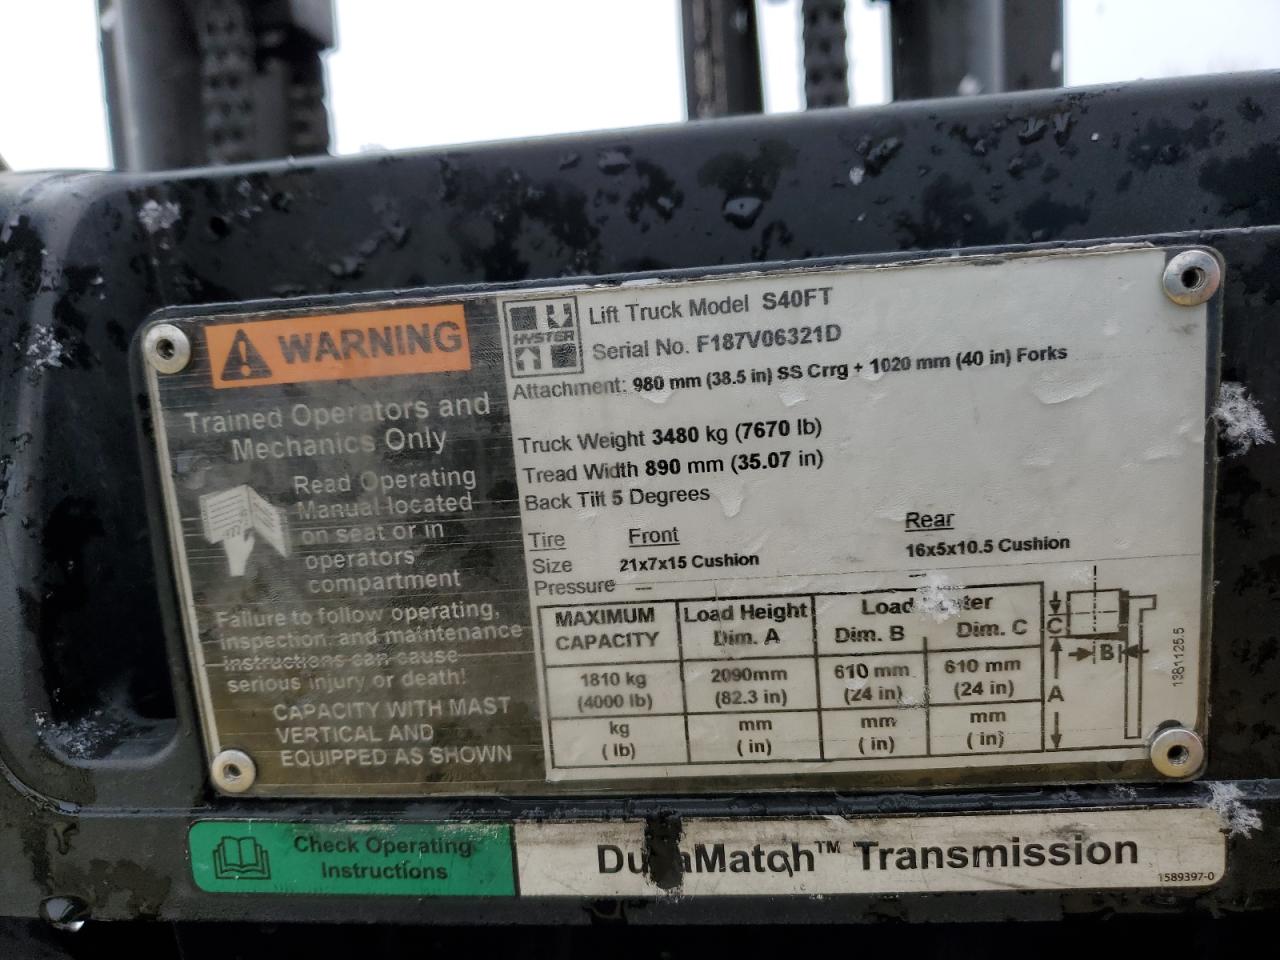 WARNING
Trained Operators and
Mechanics Only
Read Operating
Manual located
on seat or in
operators
compartment
Failure to follow operating,
inspection, and maintenance
instructions can cause
serious injury or death!
CAPACITY WITH MAST
VERTICAL AND
EQUIPPED AS SHOWN
HYSTER
Lift Truck Model S40FT
Serial No. F187V06321D
Attachment: 980 mm (38.5 in) SS Crrg + 1020 mm (40 in) Forks
Truck Weight 3480 kg (7670 lb)
Tread Width 890 mm (35.07 in)
Back Tilt 5 Degrees
Tire Front Rear
Size 21x7x15 Cushion 16x5x10.5 Cushion
Pressure — —
MAXIMUM Load Height Load
CAPACITY Dim. A Dim. B Dim. C
1810 kg 2090mm 610 mm 610 mm
(4000 lb) (82.3 in) (24 in) (24 in)
kg mm mm mm
( lb) ( in) ( in) ( in)
C
B
A
1381125.5
Check Operating
Instructions
DuraMatch™ Transmission
1589397-0